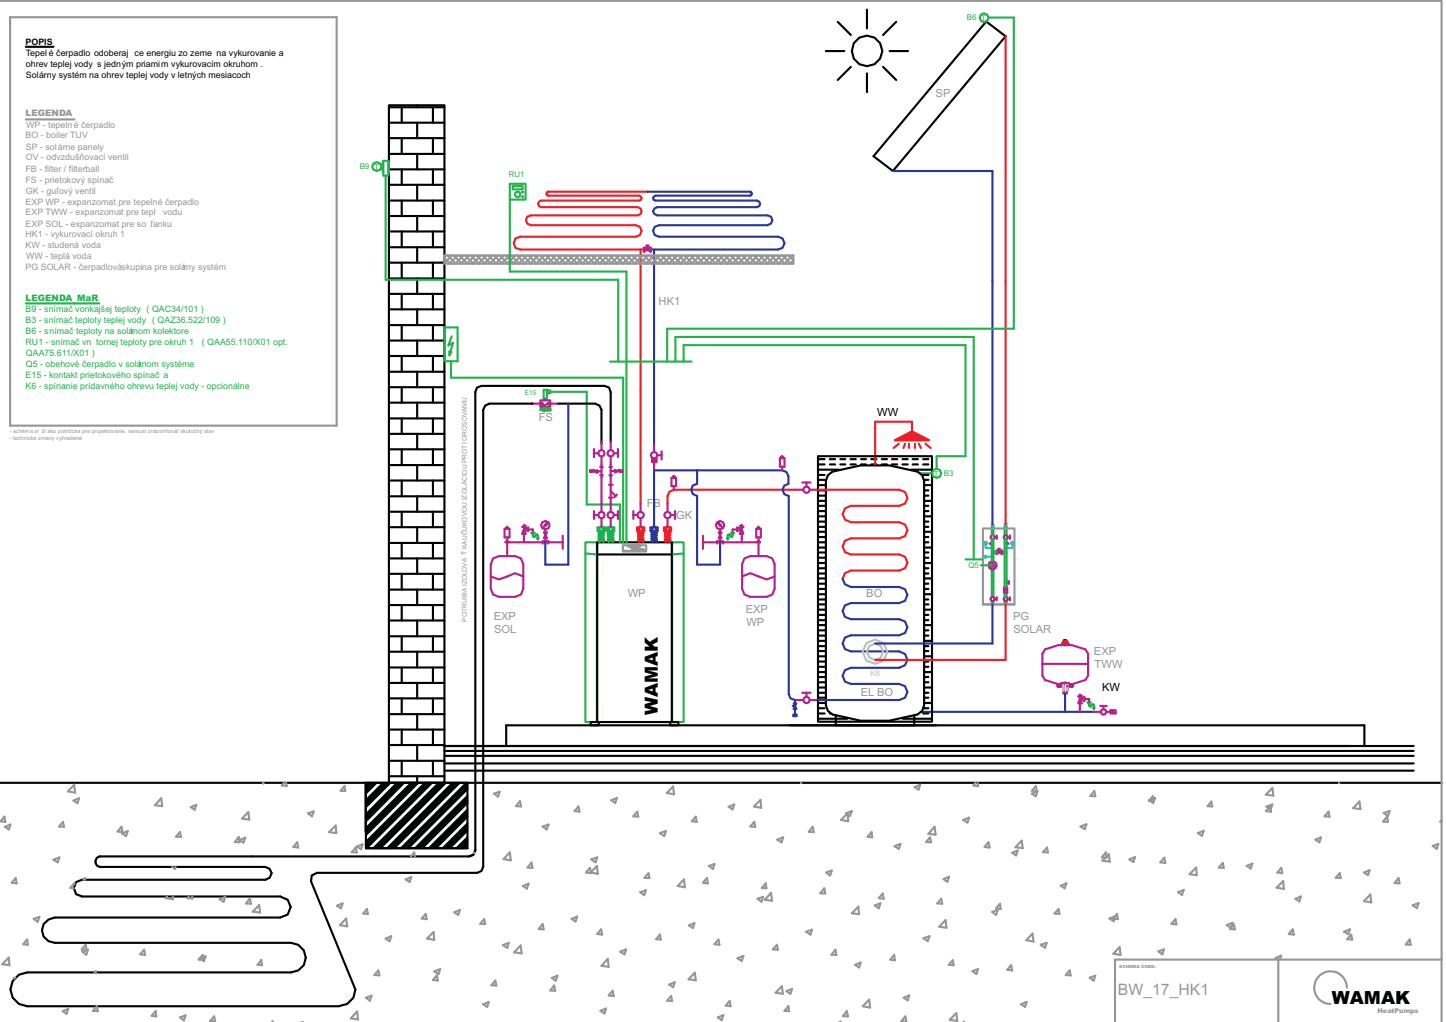 POPIS
Tepel é čerpadlo odoberaj ce energiu zo zeme na vykurovanie a
ohrev teplej vody s jedným priamim vykurovacím okruhom .
Solárny systém na ohrev teplej vody v letných mesiacoch
LEGENDA
WP - tepelné čerpadlo
BO - boiler TUV
SP - solárne panely
OV - odvzdušňovací ventil
FB - filter / filterball
FS - prietokový spínač
GK - guľový ventil
EXP WP - expanzomat pre tepelné čerpadlo
EXP TWW - expanzomat pre tepl vodu
EXP SOL - expanzomat pre so ľanku
HK1 - vykurovací okruh 1
KW - studená voda
WW - teplá voda
PG SOLAR - čerpadlováskupina pre solárny systém
LEGENDA MaR
B9 - snímač vonkajšej teploty ( QAC34/101 )
B3 - snímač teploty teplej vody ( QAZ36.522/109 )
B6 - snímač teploty na solárnom kolektore
RU1 - snímač vn tornej teploty pre okruh 1 ( QAA55.110/X01 opt.
QAA75.611/X01 )
Q5 - obehové čerpadlo v solárnom systéme
E15 - kontakt prietokového spínač a
K6 - spínanie prídavného ohrevu teplej vody - opcionálne
- technické zmeny vyhradené
B6
SP
B9
RU1
HK1
E15
FS
WW
B3
FB
GK
Q5
WP
BO
EXP
SOL
EXP
WP
PG
SOLAR
EXP
TWW
K6
EL BO
KW
WAMAK
SCHEMA CODE:
BW_17_HK1
WAMAK
HeatPumps